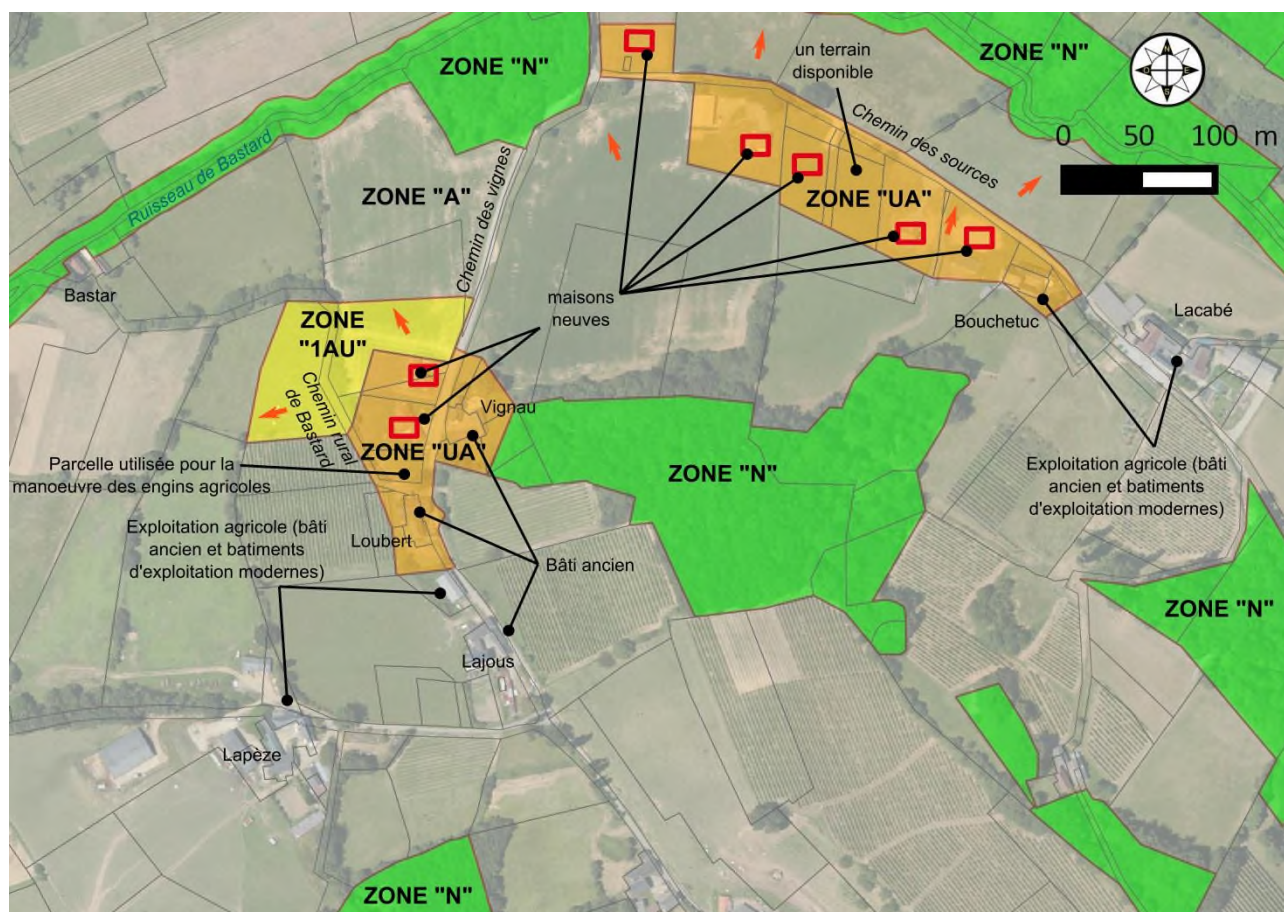 ZONE "N"
un terrain
disponible
ZONE "N"
N
O
E
S
0 50 100 m
Chemin des sources
Ruisseau de Bastard
ZONE "A"
Chemin des vignes
ZONE "UA"
Bastar
maisons
neuves
Bouchetuc
Lacabé
ZONE
"1AU"
Chemin rural
de Bastard
Vignau
ZONE "UA"
Parcelle utilisée pour la
manoeuvre des engins agricoles
ZONE "N"
Exploitation agricole (bâti
ancien et batiments
d'exploitation modernes)
Exploitation agricole (bâti
ancien et batiments
d'exploitation modernes)
Loubert
Bâti ancien
ZONE "N"
Lajous
Lapèze
ZONE "N"